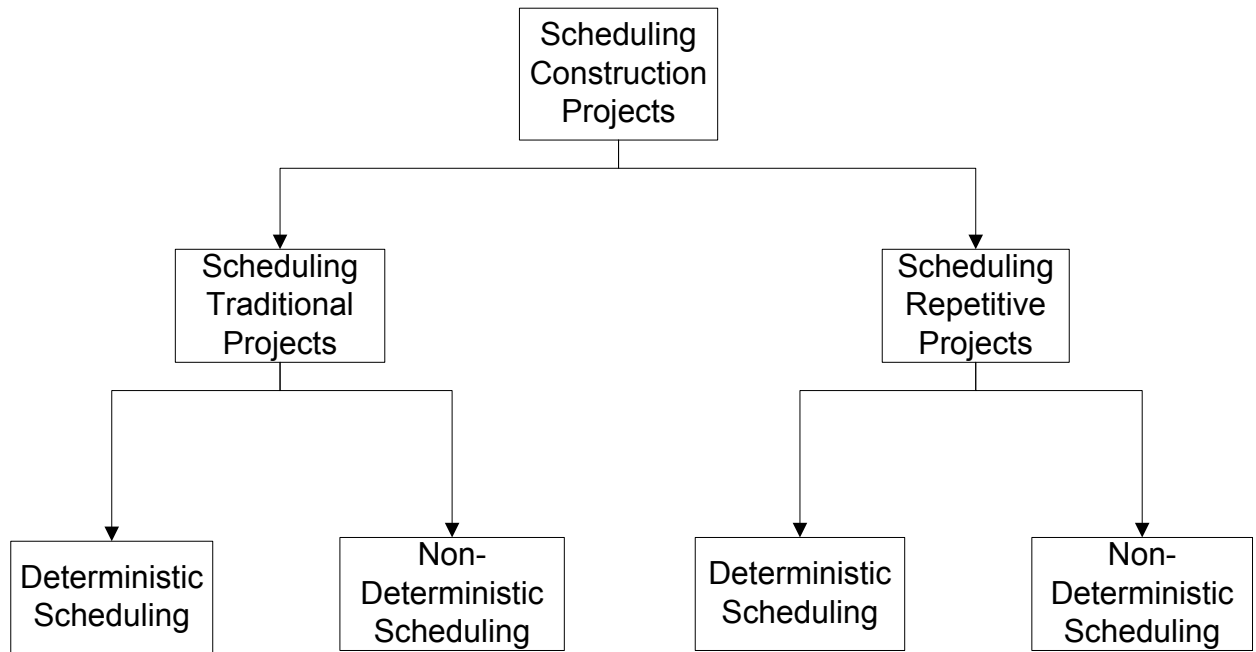 Scheduling
Construction
Projects
Scheduling
Traditional
Projects
Scheduling
Repetitive
Projects
Deterministic
Scheduling
Non-
Deterministic
Scheduling
Deterministic
Scheduling
Non-
Deterministic
Scheduling